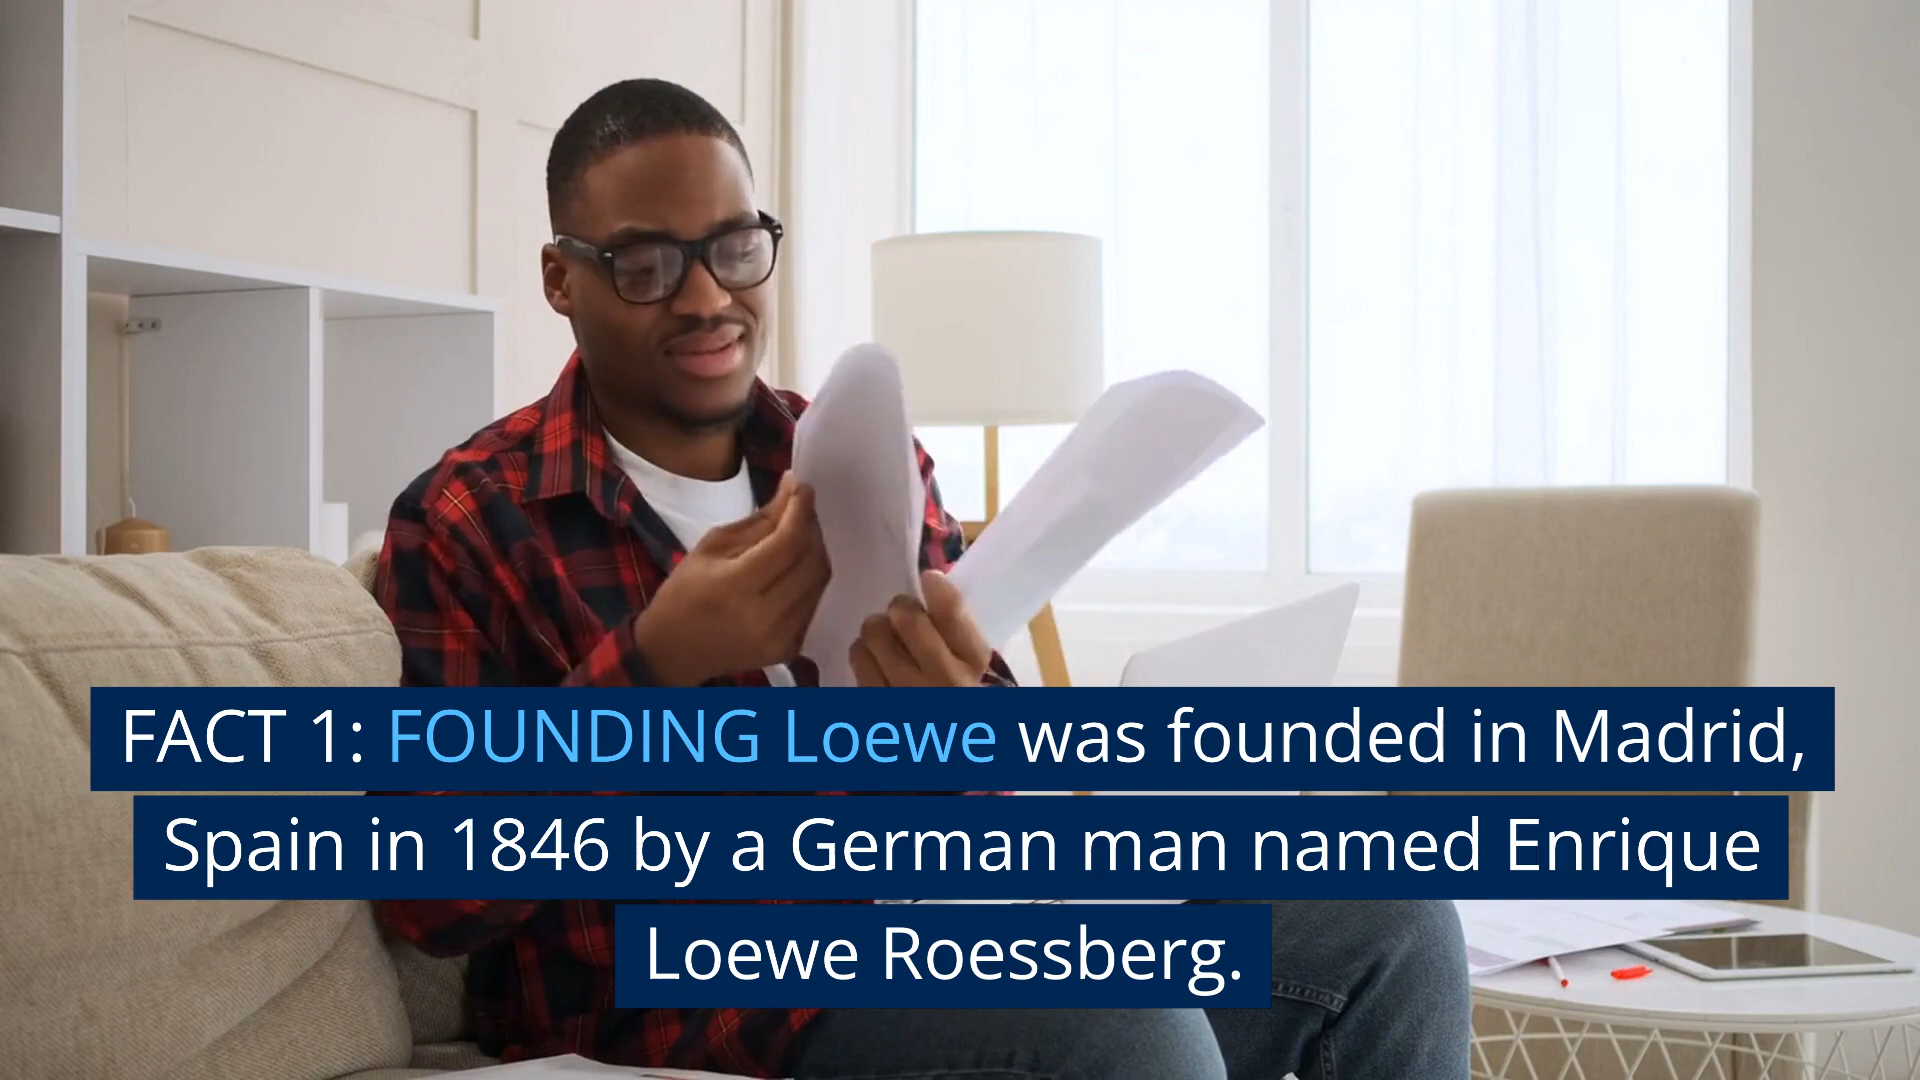 FACT 1: FOUNDING Loewe was founded in Madrid,
Spain in 1846 by a German man named Enrique
Loewe Roessberg.